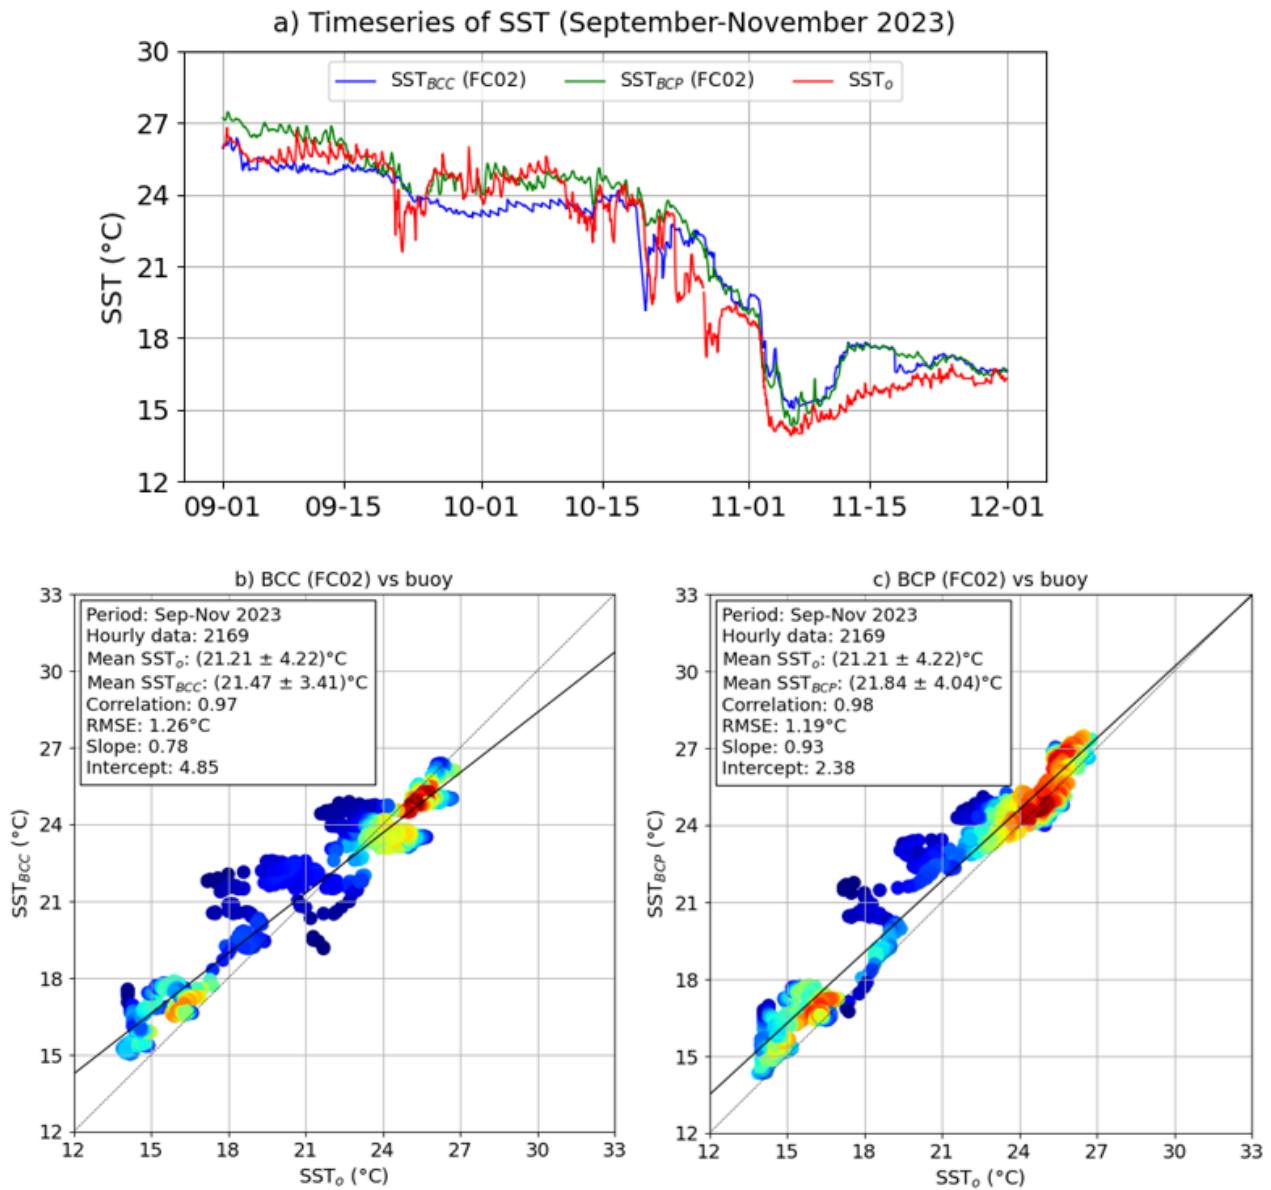 a) Timeseries of SST (September-November 2023)
SST_BCC (FC02) SST_BCP (FC02) SST_o
30
27
24
21
18
15
12
SST (°C)
09-01 09-15 10-01 10-15 11-01 11-15 12-01
b) BCC (FC02) vs buoy
Period: Sep-Nov 2023
Hourly data: 2169
Mean SST_o: (21.21 ± 4.22)°C
Mean SST_BCC: (21.47 ± 3.41)°C
Correlation: 0.97
RMSE: 1.26°C
Slope: 0.78
Intercept: 4.85
33
30
27
24
21
18
15
12
SST_BCC (°C)
12 15 18 21 24 27 30 33
SST_o (°C)
c) BCP (FC02) vs buoy
Period: Sep-Nov 2023
Hourly data: 2169
Mean SST_o: (21.21 ± 4.22)°C
Mean SST_BCP: (21.84 ± 4.04)°C
Correlation: 0.98
RMSE: 1.19°C
Slope: 0.93
Intercept: 2.38
33
30
27
24
21
18
15
12
SST_BCP (°C)
12 15 18 21 24 27 30 33
SST_o (°C)